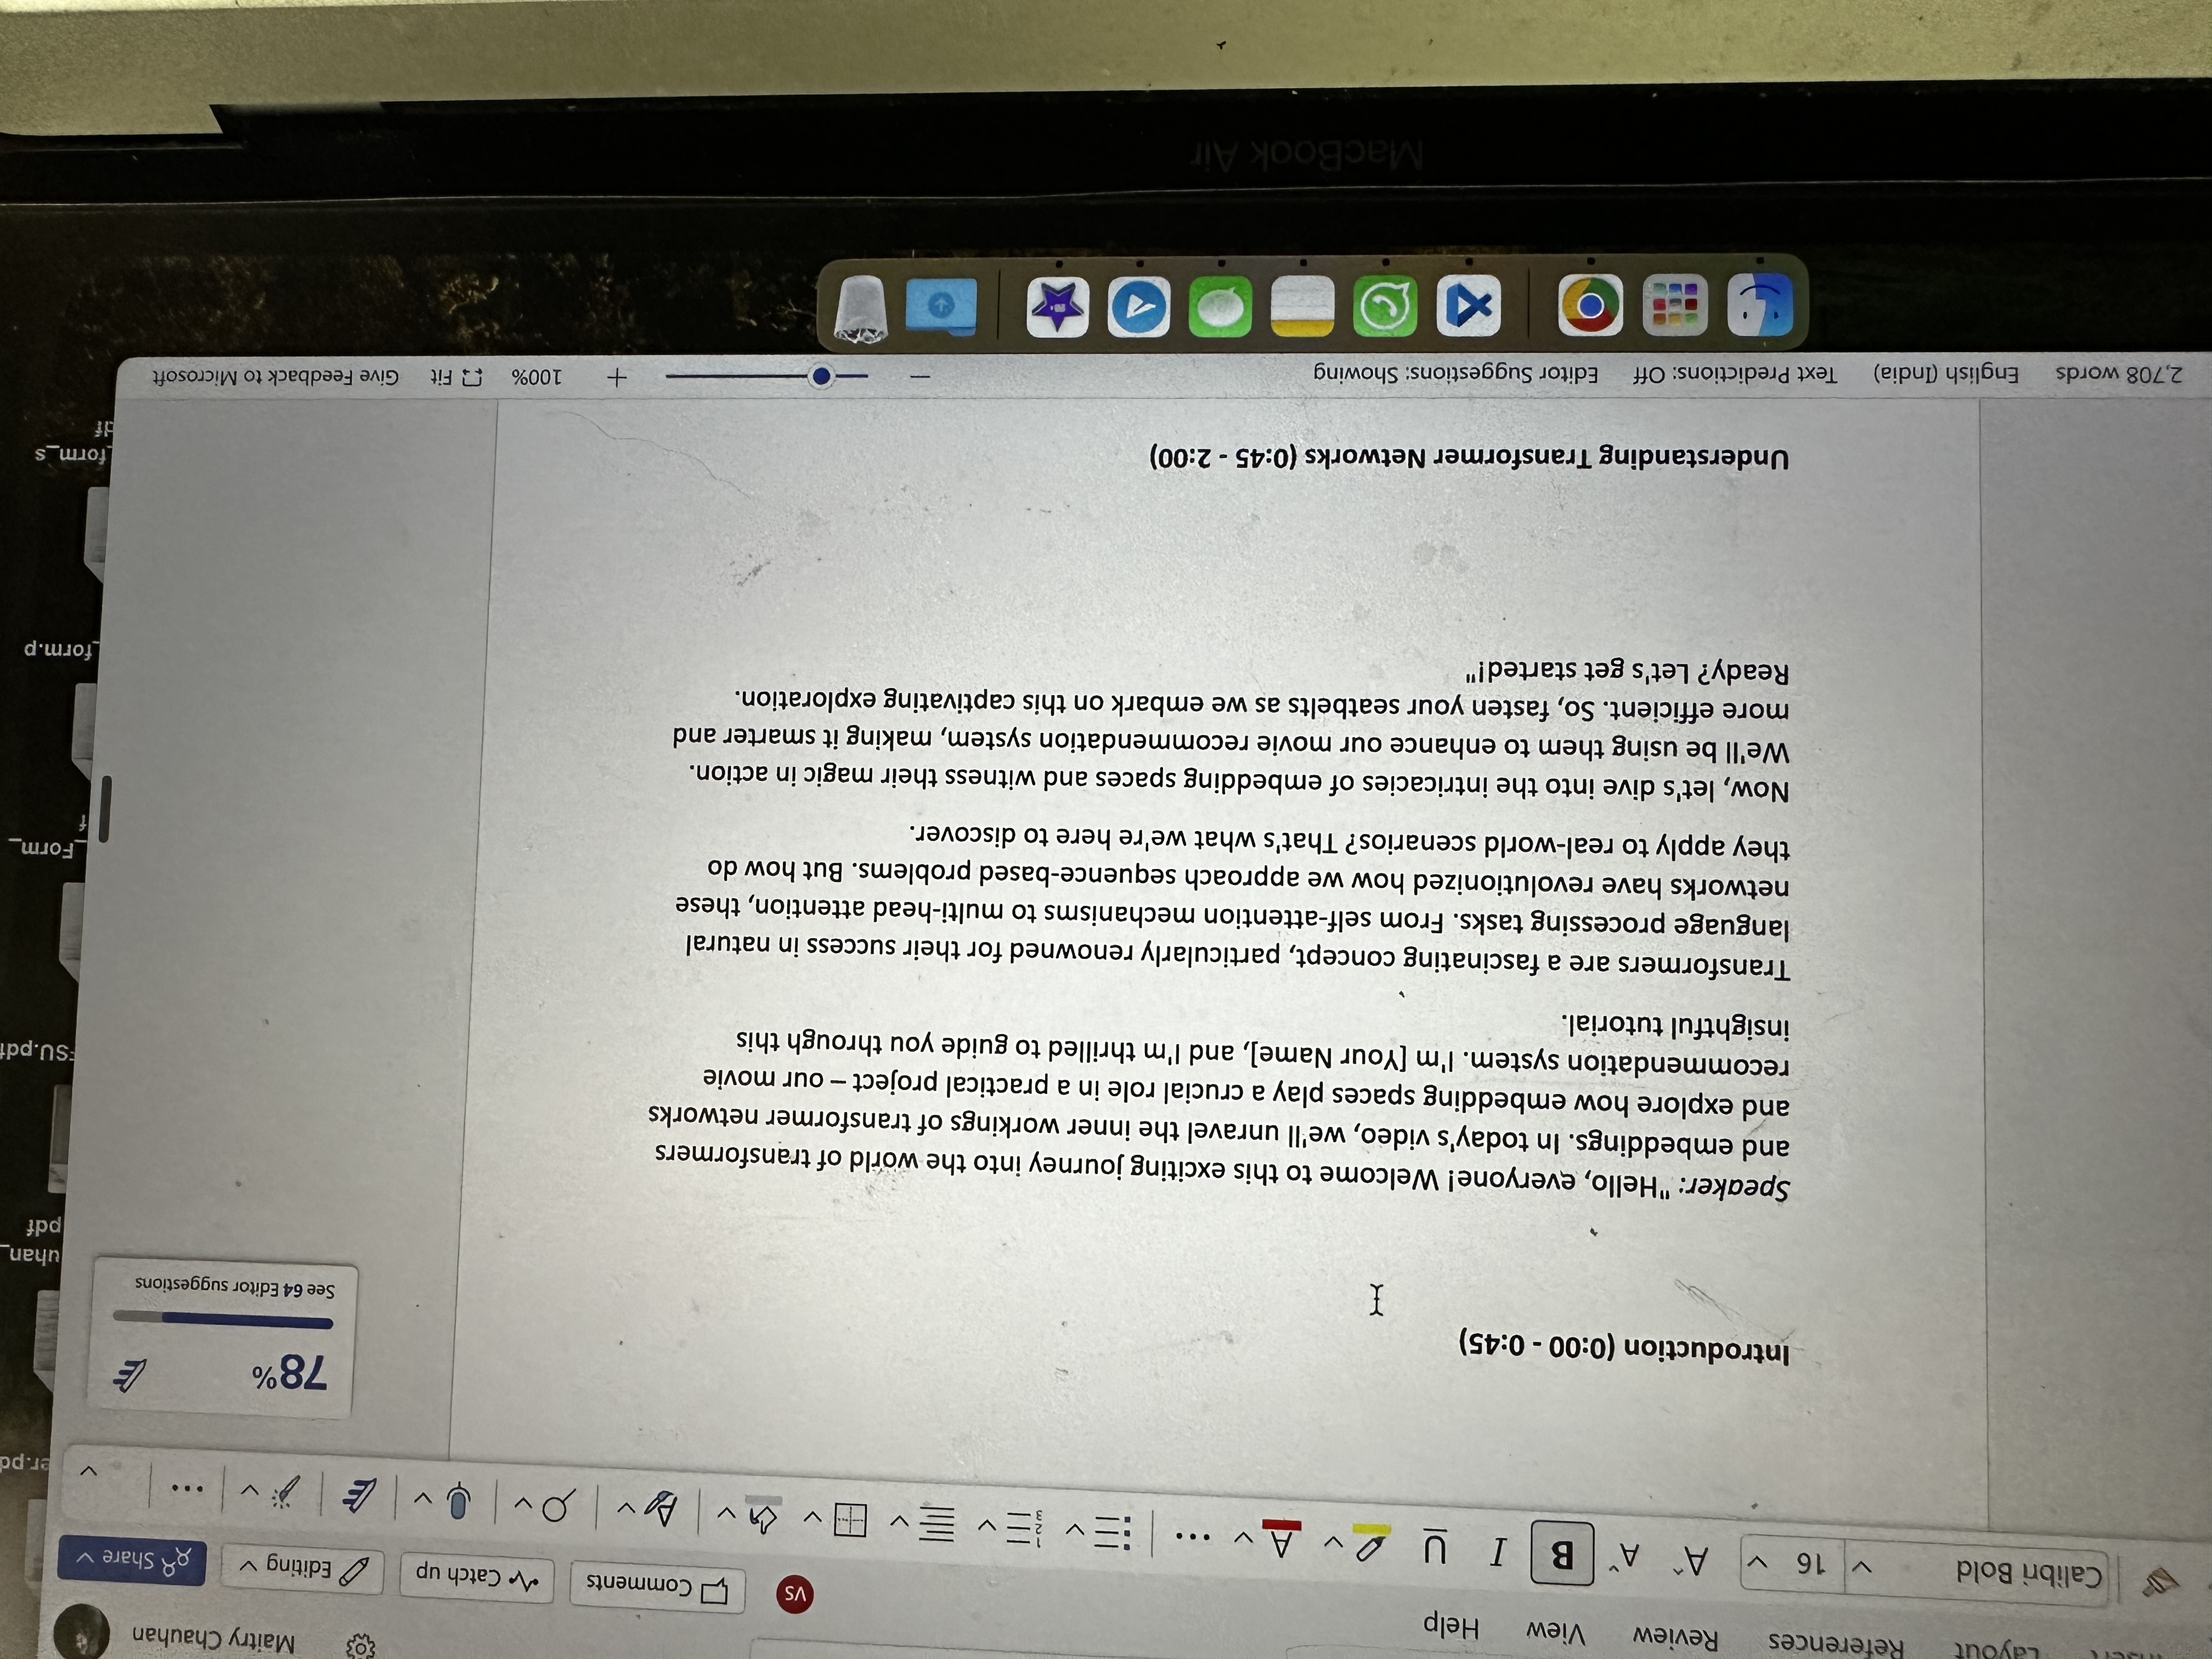 Layout References Review View Help Maitry Chauhan
VS Comments Catch up Editing Share
Calibri Bold 16 A A B I U A
er.pd
78%
See 64 Editor suggestions
Introduction (0:00 - 0:45)
uhan_
pdf
Speaker: "Hello, everyone! Welcome to this exciting journey into the world of transformers
and embeddings. In today's video, we'll unravel the inner workings of transformer networks
and explore how embedding spaces play a crucial role in a practical project – our movie
recommendation system. I'm [Your Name], and I'm thrilled to guide you through this
insightful tutorial.
FSU.pdf
Transformers are a fascinating concept, particularly renowned for their success in natural
language processing tasks. From self-attention mechanisms to multi-head attention, these
networks have revolutionized how we approach sequence-based problems. But how do
they apply to real-world scenarios? That's what we're here to discover.
_Form_
f
Now, let's dive into the intricacies of embedding spaces and witness their magic in action.
We'll be using them to enhance our movie recommendation system, making it smarter and
more efficient. So, fasten your seatbelts as we embark on this captivating exploration.
Ready? Let's get started!"
_form.p
Understanding Transformer Networks (0:45 - 2:00)
_form_s
df
2,708 words English (India) Text Predictions: Off Editor Suggestions: Showing 100% Fit Give Feedback to Microsoft
MacBook Air